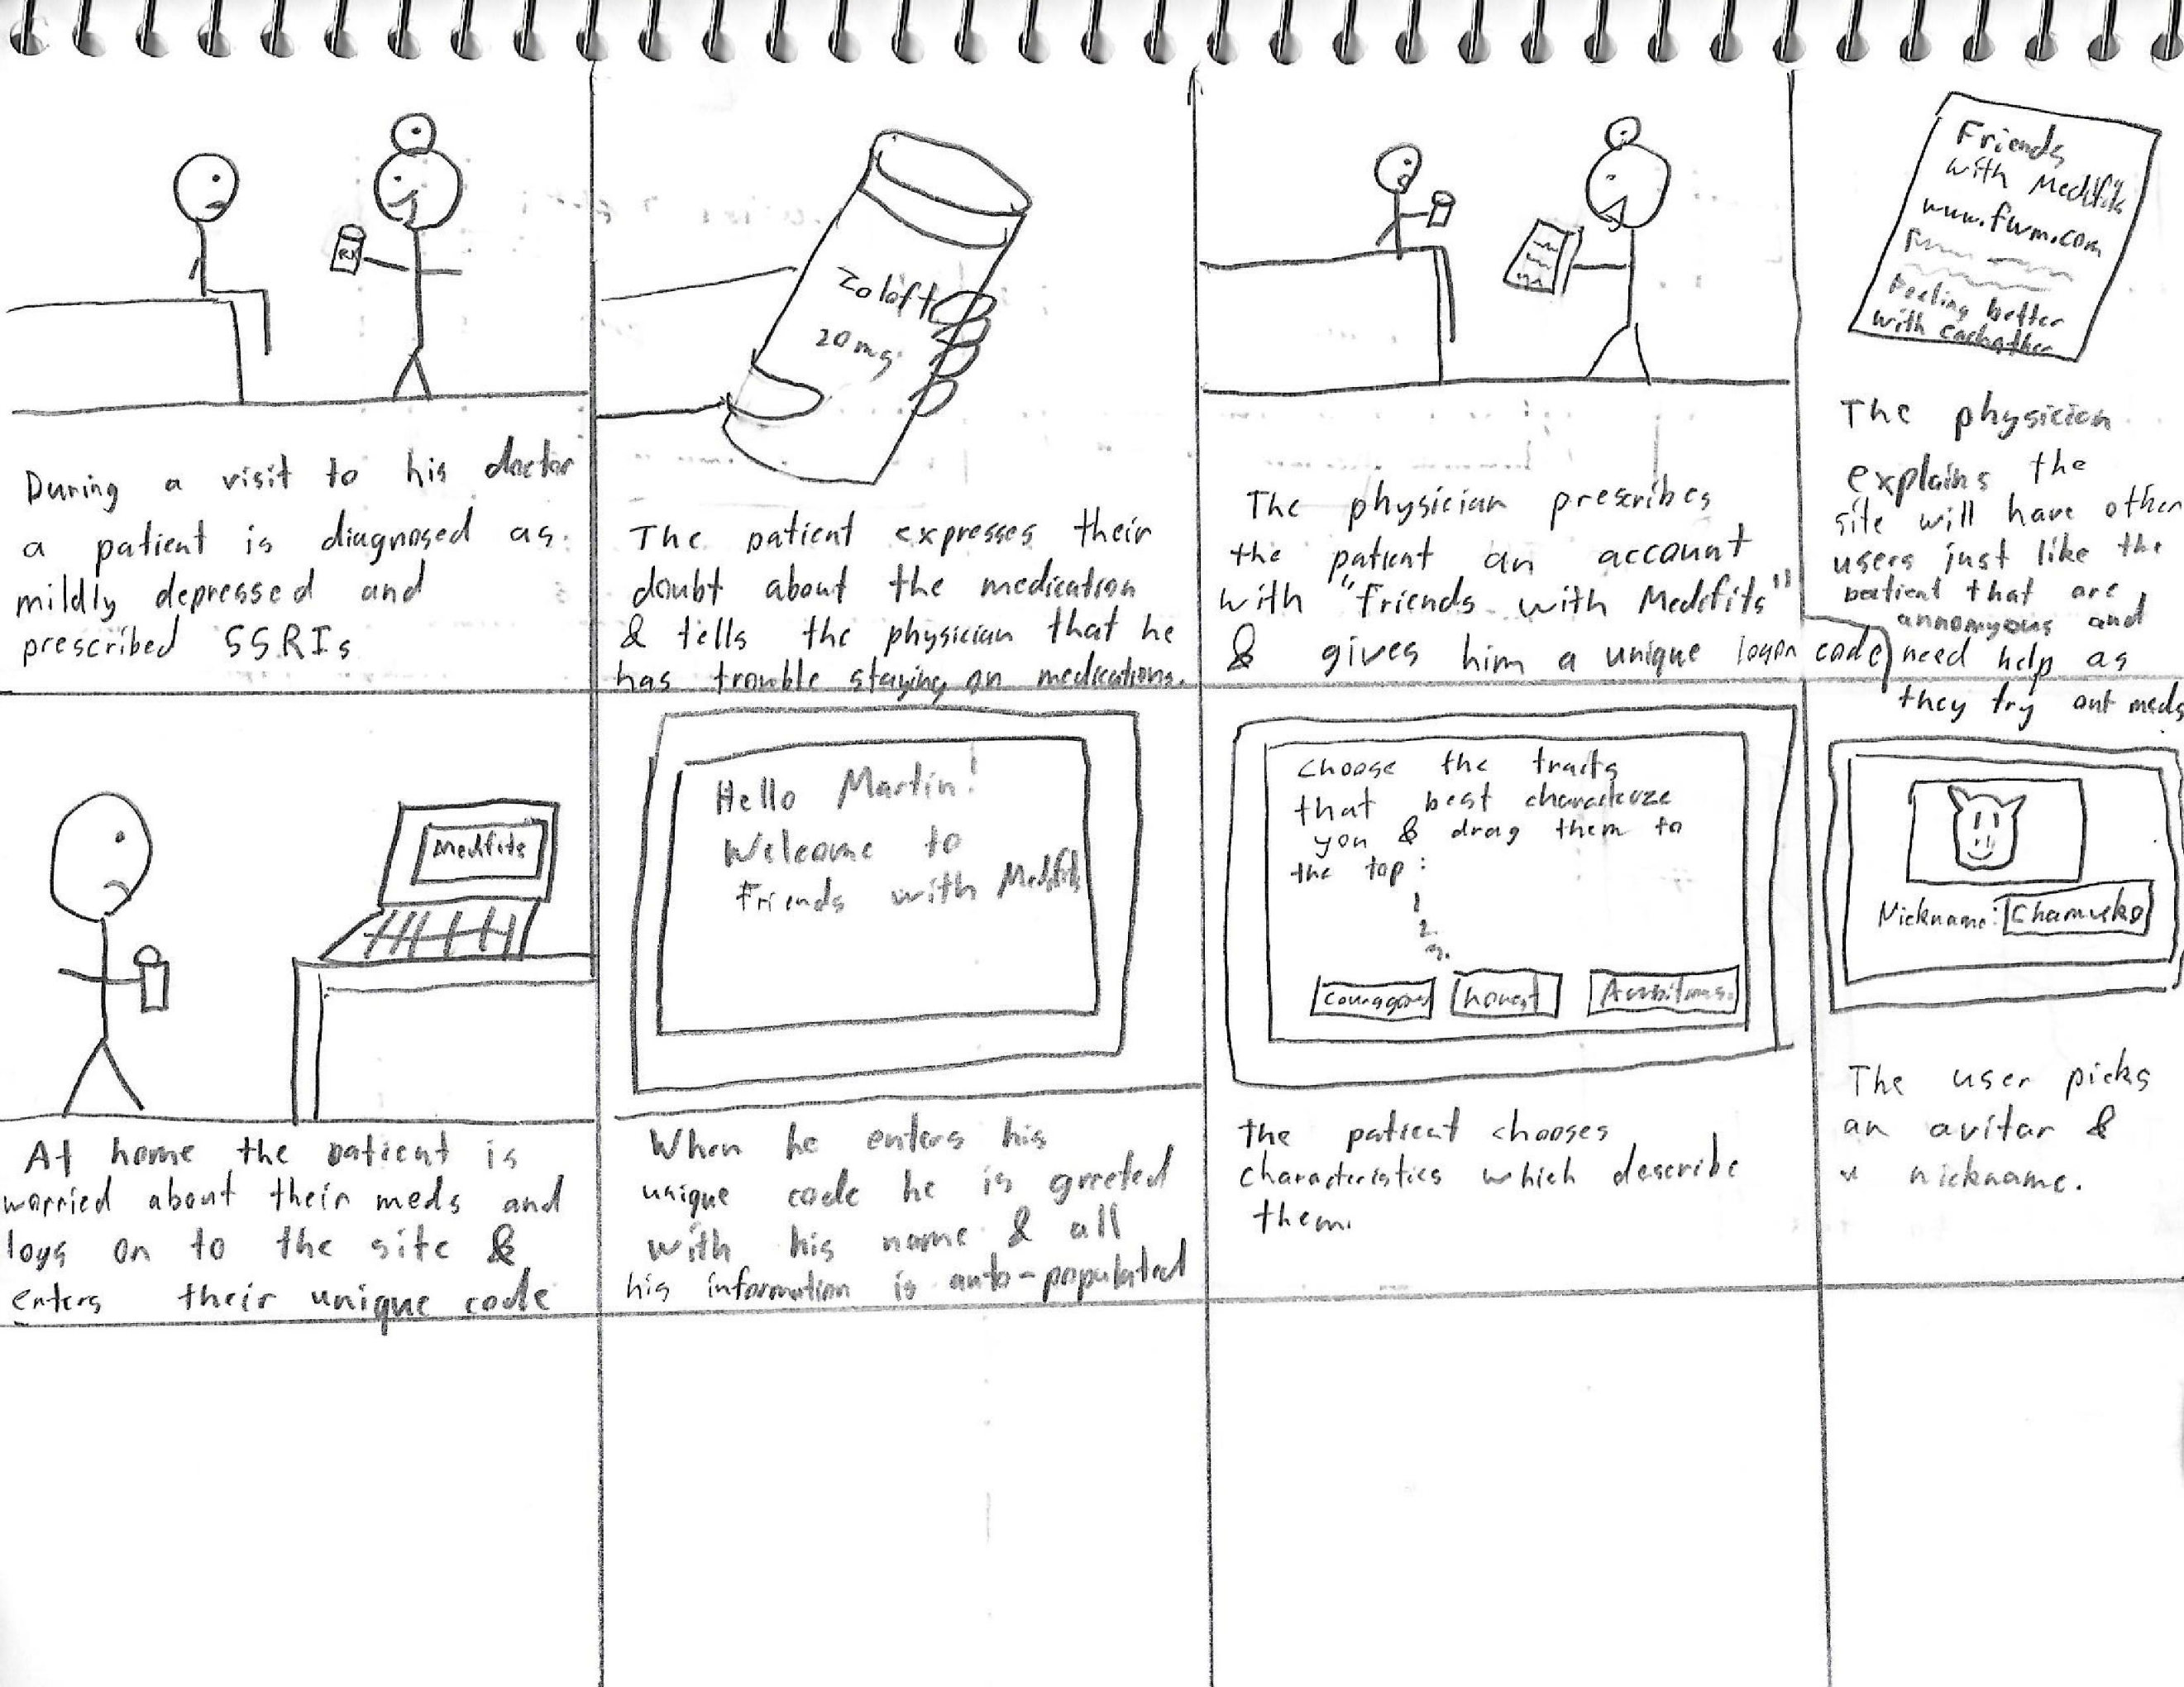 RX
During a visit to his doctor
a patient is diagnosed as
mildly depressed and
prescribed SSRIs
Zoloft
20 mg.
The patient expresses their
doubt about the medication
& tells the physician that he
has trouble staying on medications.
The physician prescribes
the patient an account
with "Friends with Medefits"
& gives him a unique logon code
Friends
with Medefits
www.fwm.com
Feeling better
with eachother
The physician
explains the
site will have other
users just like the
patient that are
annomyous and
need help as
they try out meds
Medefits
At home the patient is
worried about their meds and
logs on to the site &
enters their unique code
Hello Martin!
Welcome to
Friends with Medefits
When he enters his
unique code he is greeted
with his name & all
his information is auto-populated
Choose the traits
that best characterize
you & drag them to
the top:
1
2.
3.
Courageous honest Ambitious
the patient chooses
characteristics which describe
them.
Nickname: Chamuko
The user picks
an avitar &
a nickname.